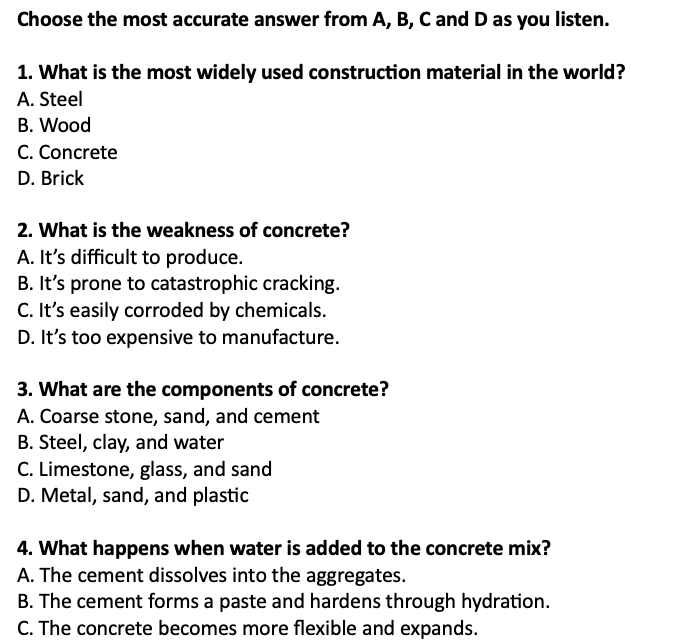 Choose the most accurate answer from A, B, C and D as you listen.
1. What is the most widely used construction material in the world?
A. Steel
B. Wood
C. Concrete
D. Brick
2. What is the weakness of concrete?
A. It’s difficult to produce.
B. It’s prone to catastrophic cracking.
C. It’s easily corroded by chemicals.
D. It’s too expensive to manufacture.
3. What are the components of concrete?
A. Coarse stone, sand, and cement
B. Steel, clay, and water
C. Limestone, glass, and sand
D. Metal, sand, and plastic
4. What happens when water is added to the concrete mix?
A. The cement dissolves into the aggregates.
B. The cement forms a paste and hardens through hydration.
C. The concrete becomes more flexible and expands.